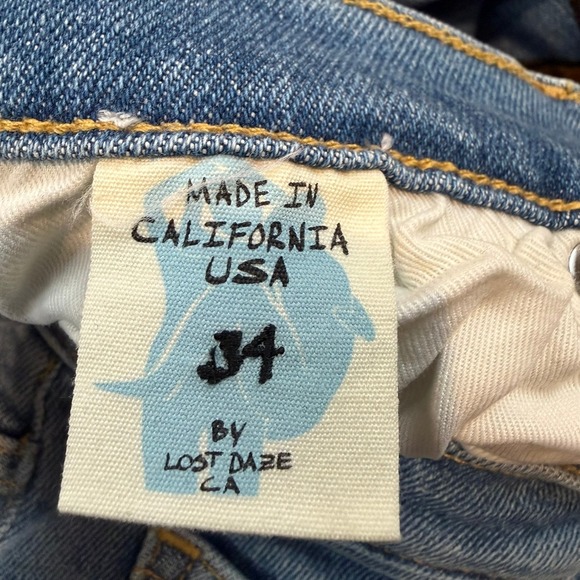 MADE IN
CALIFORNIA
USA
34
BY
LOST DAZE
CA